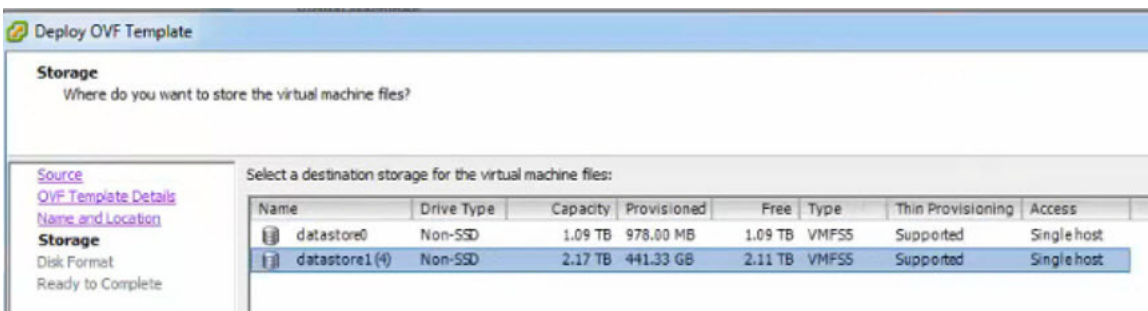 Deploy OVF Template
Storage
Where do you want to store the virtual machine files?
Source
OVF Template Details
Name and Location
Storage
Disk Format
Ready to Complete
Select a destination storage for the virtual machine files:
Name Drive Type Capacity Provisioned Free Type Thin Provisioning Access
datastore0 Non-SSD 1.09 TB 978.00 MB 1.09 TB VMFS5 Supported Single host
datastore1 (4) Non-SSD 2.17 TB 441.33 GB 2.11 TB VMFS5 Supported Single host